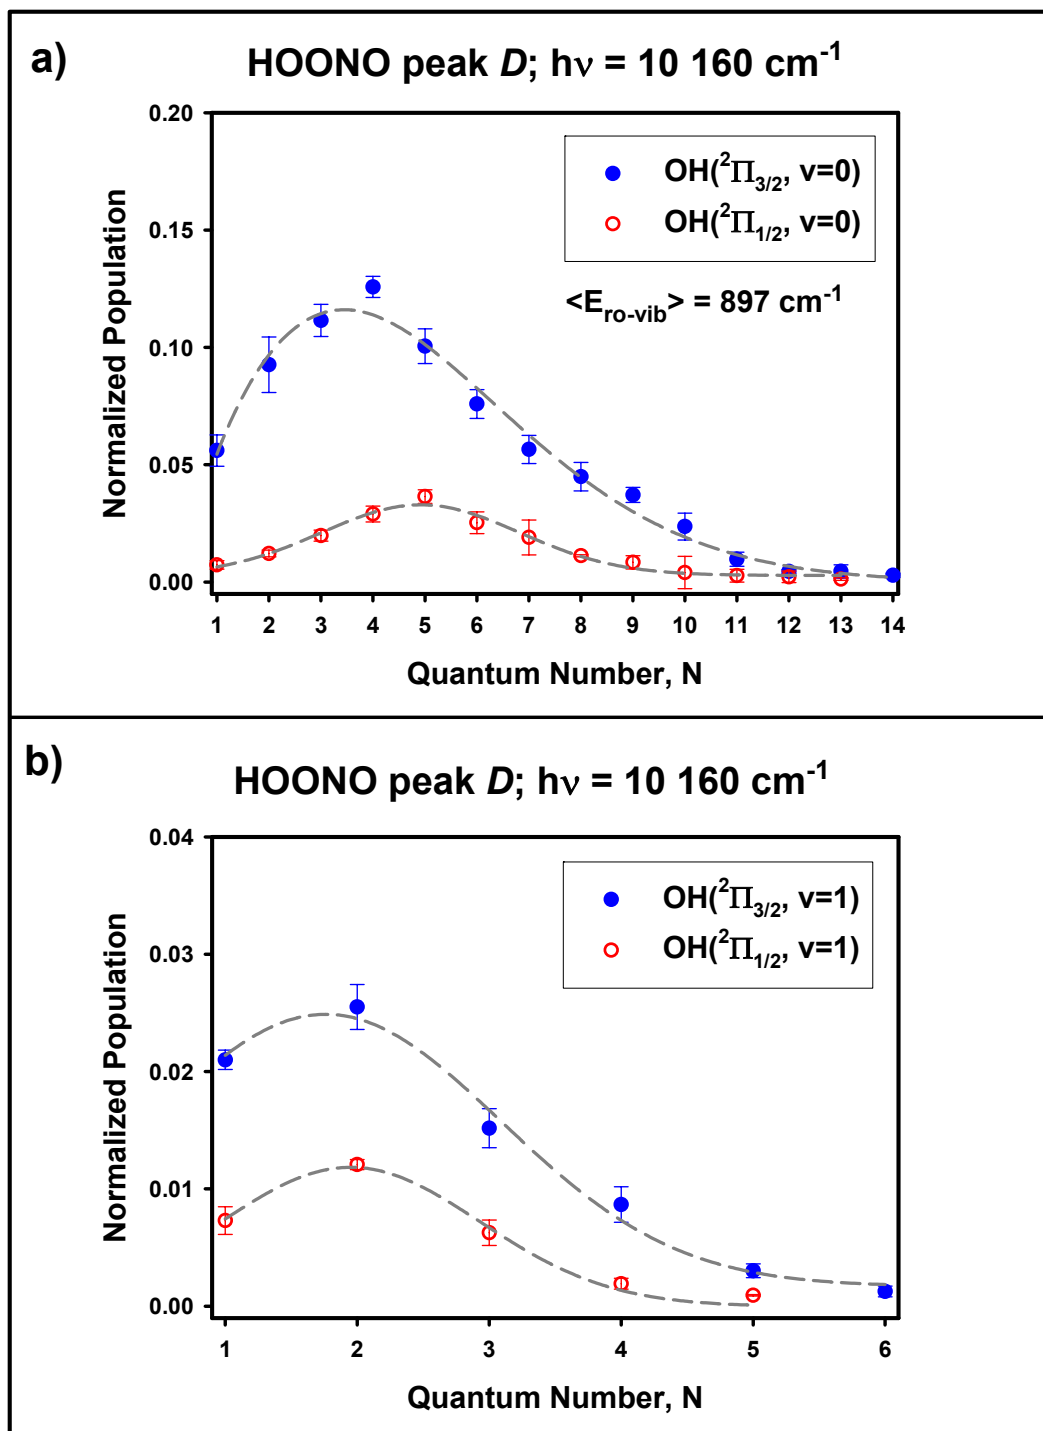 a)
HOONO peak D; hν = 10 160 cm⁻¹
0.20
0.15
0.10
0.05
0.00
Normalized Population
OH(²Π₃/₂, v=0)
OH(²Π₁/₂, v=0)
<E_ro-vib> = 897 cm⁻¹
1 2 3 4 5 6 7 8 9 10 11 12 13 14
Quantum Number, N
b)
HOONO peak D; hν = 10 160 cm⁻¹
0.04
0.03
0.02
0.01
0.00
Normalized Population
OH(²Π₃/₂, v=1)
OH(²Π₁/₂, v=1)
1 2 3 4 5 6
Quantum Number, N